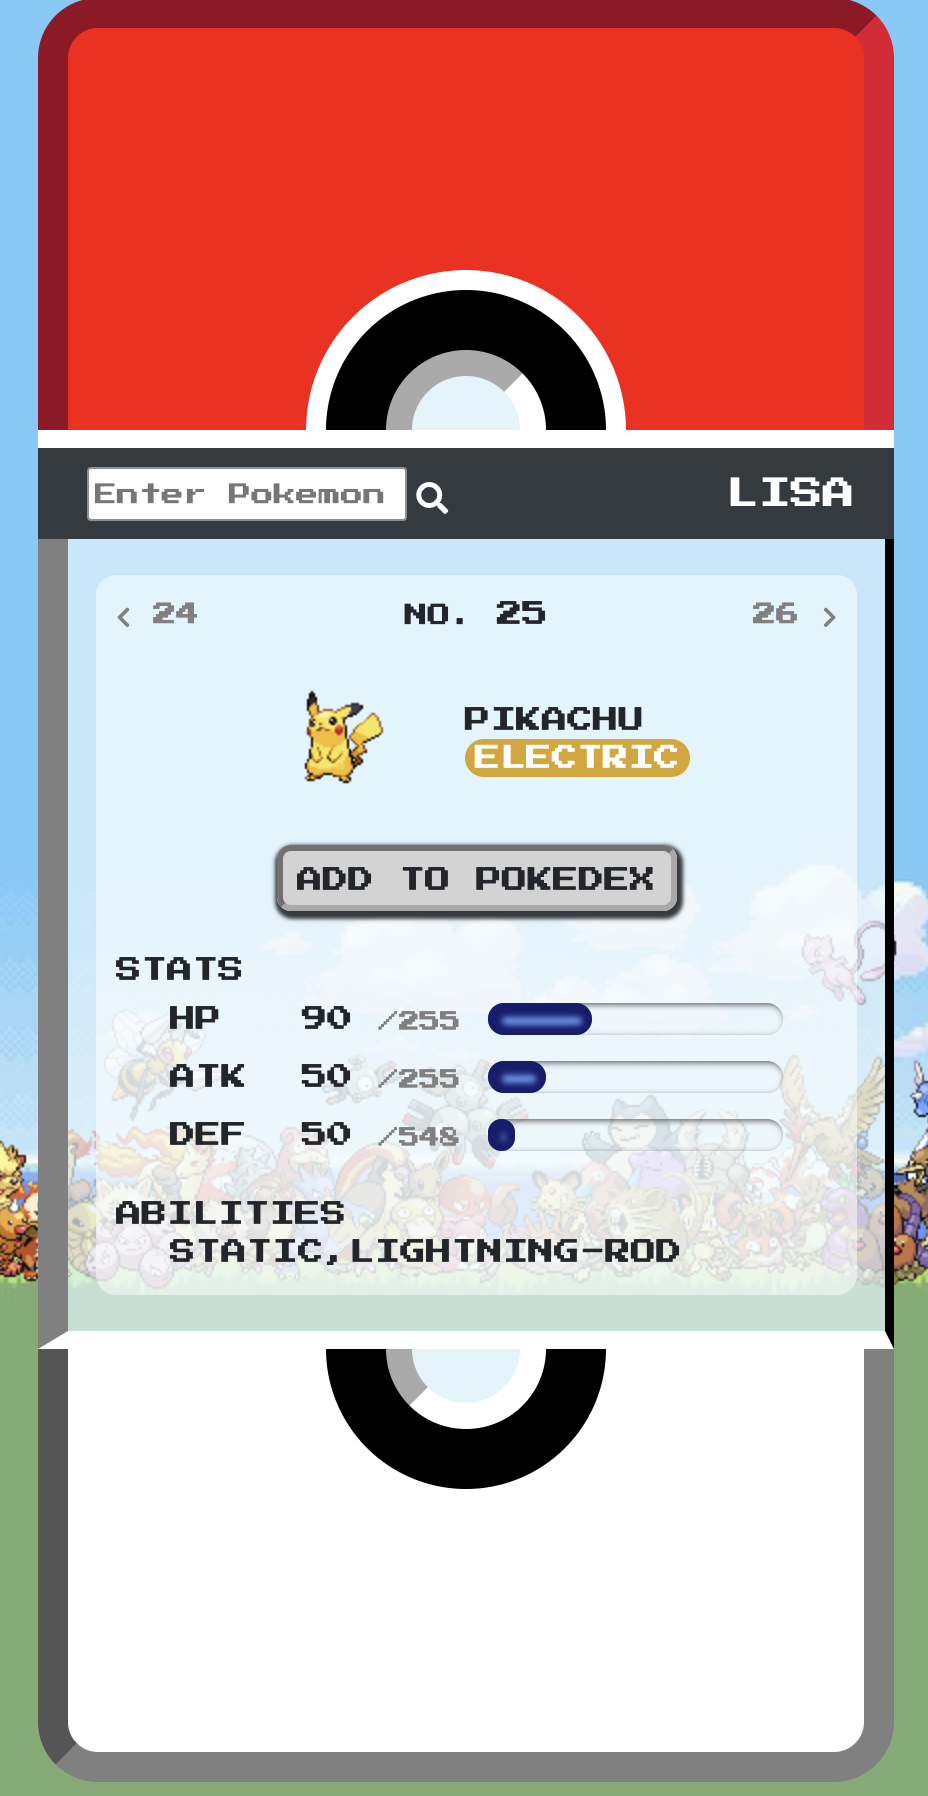 Enter Pokemon
LISA
24 NO. 25 26
PIKACHU
ELECTRIC
ADD TO POKEDEX
STATS
HP 90 /255
ATK 50 /255
DEF 50 /548
ABILITIES
STATIC,LIGHTNING-ROD